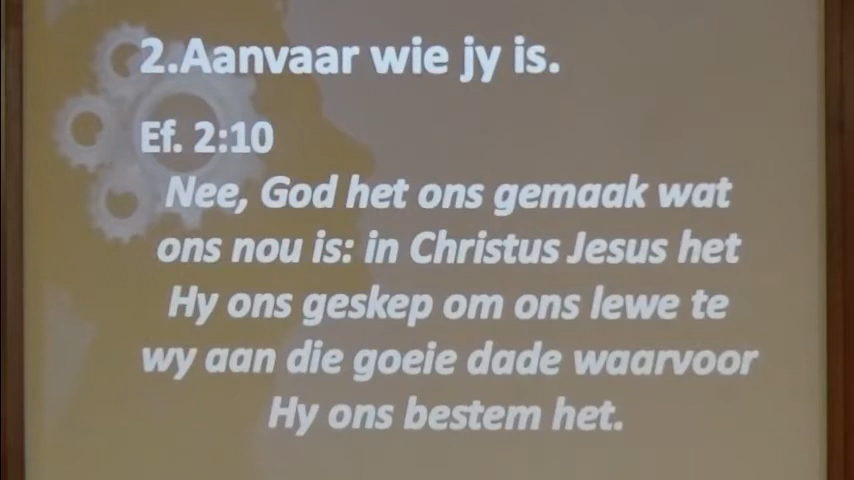 2.Aanvaar wie jy is.
Ef. 2:10
Nee, God het ons gemaak wat
ons nou is: in Christus Jesus het
Hy ons geskep om ons lewe te
wy aan die goeie dade waarvoor
Hy ons bestem het.